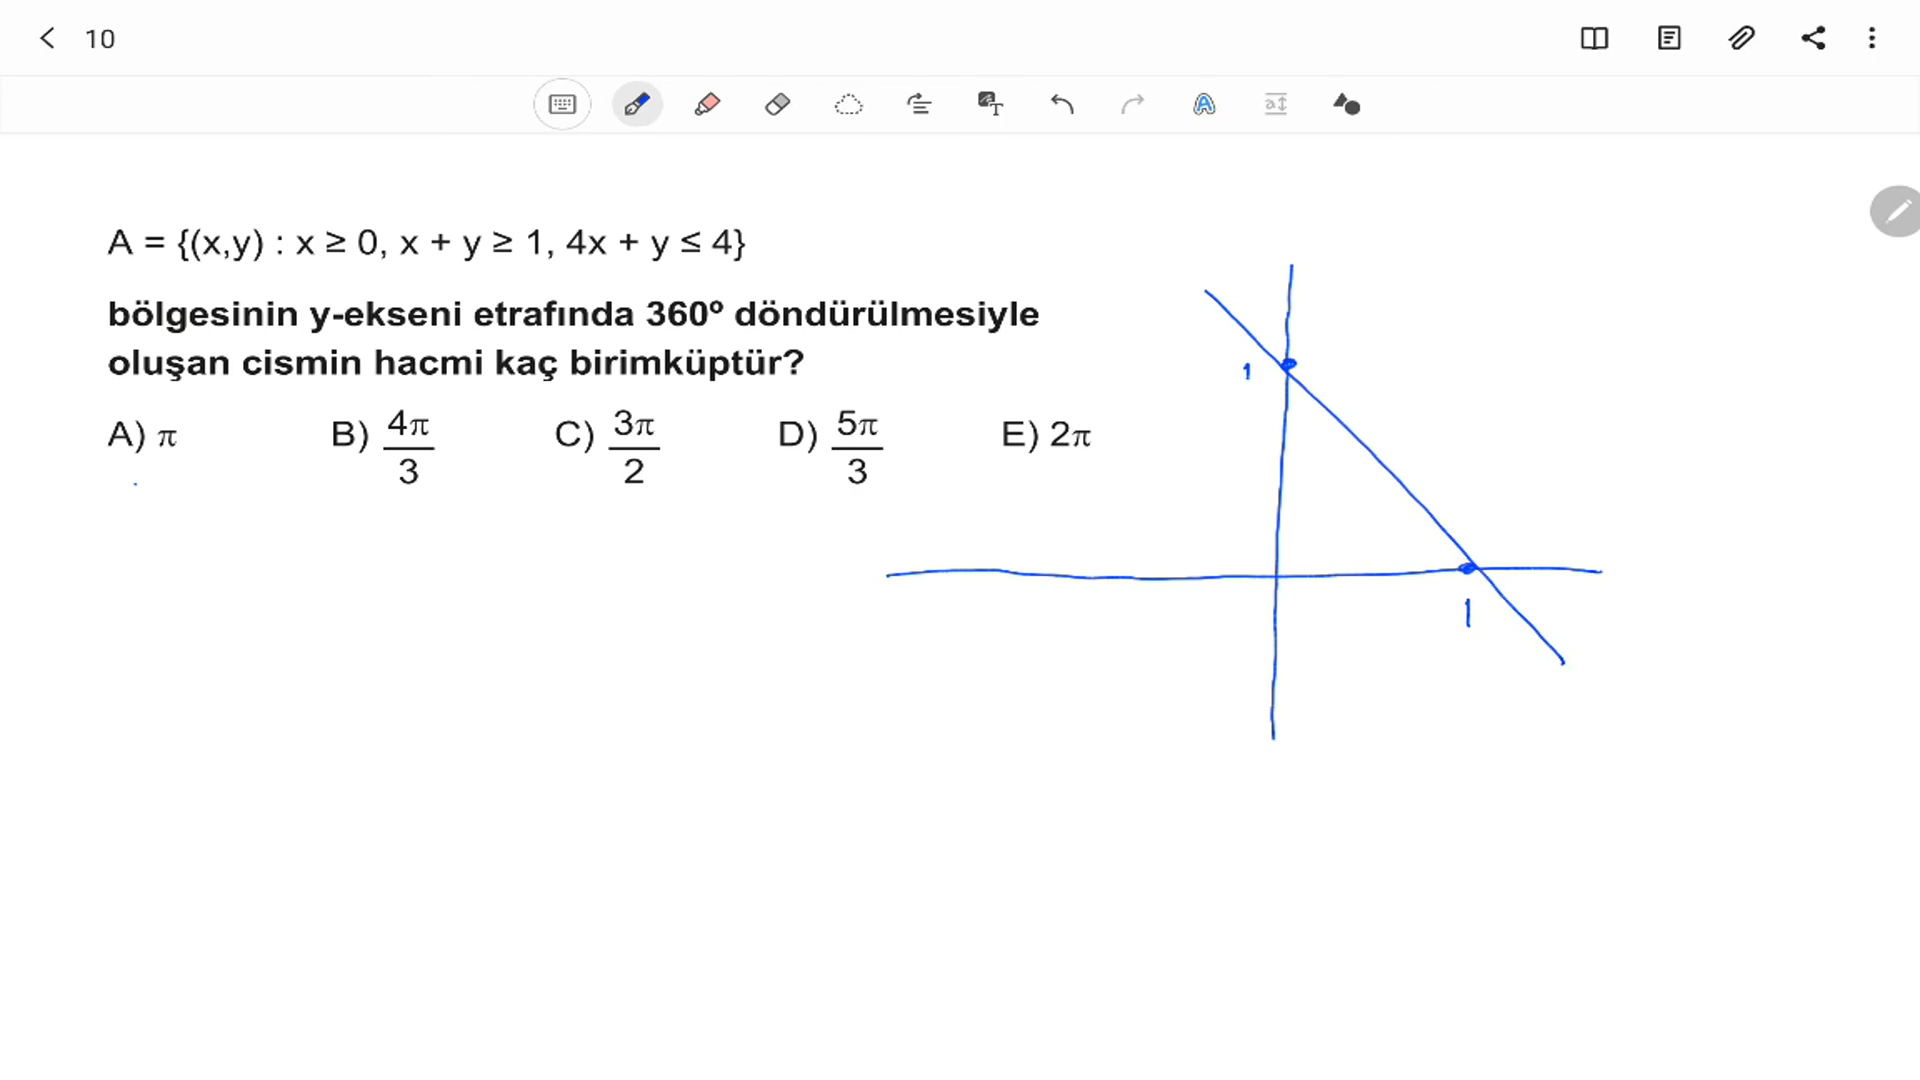 10
A = {(x,y) : x ≥ 0, x + y ≥ 1, 4x + y ≤ 4}
bölgesinin y-ekseni etrafında 360º döndürülmesiyle
oluşan cismin hacmi kaç birimküptür?
A) π B) 4π/3 C) 3π/2 D) 5π/3 E) 2π
1
1